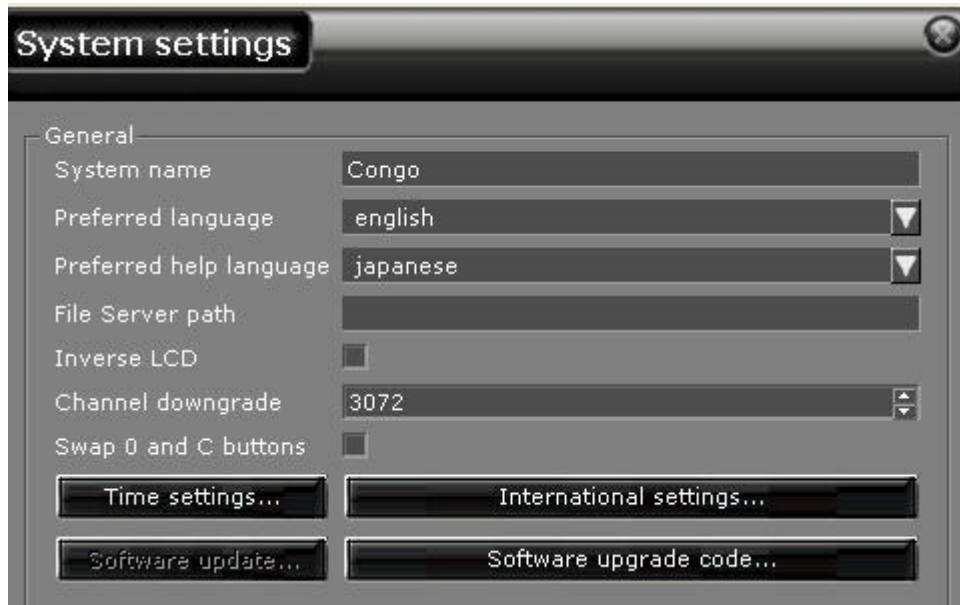 System settings
General
System name Congo
Preferred language english
Preferred help language japanese
File Server path
Inverse LCD
Channel downgrade 3072
Swap 0 and C buttons
Time settings... International settings...
Software update... Software upgrade code...